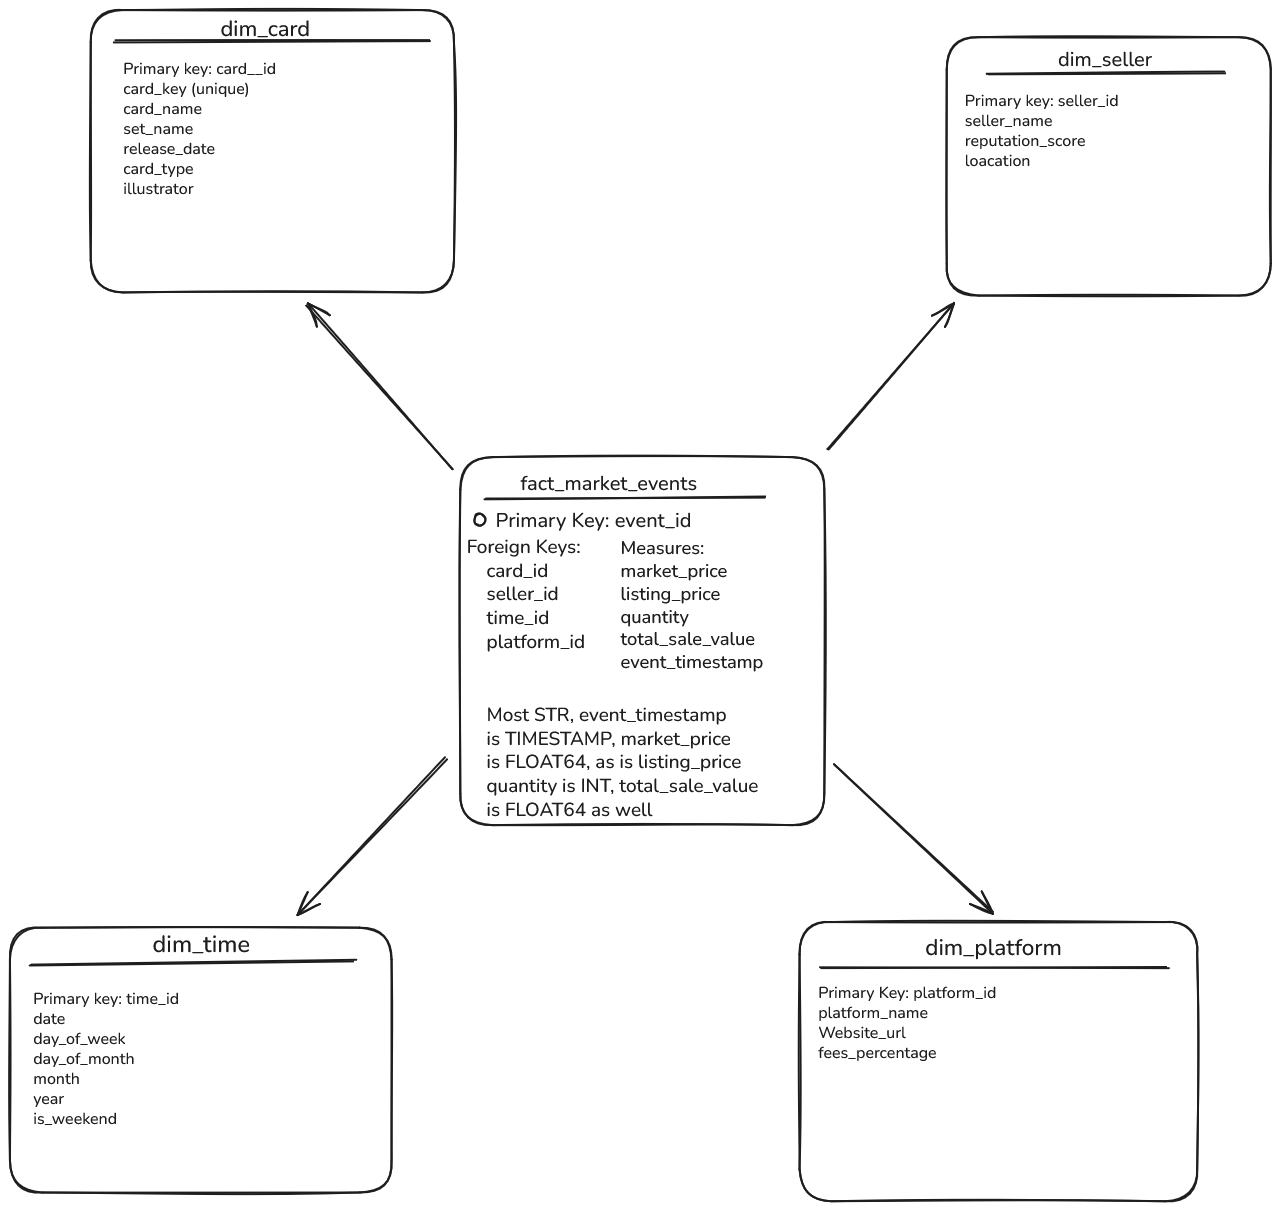 dim_card
Primary key: card__id
card_key (unique)
card_name
set_name
release_date
card_type
illustrator
dim_seller
Primary key: seller_id
seller_name
reputation_score
loacation
fact_market_events
Primary Key: event_id
Foreign Keys:
card_id
seller_id
time_id
platform_id
Measures:
market_price
listing_price
quantity
total_sale_value
event_timestamp
Most STR, event_timestamp
is TIMESTAMP, market_price
is FLOAT64, as is listing_price
quantity is INT, total_sale_value
is FLOAT64 as well
dim_time
Primary key: time_id
date
day_of_week
day_of_month
month
year
is_weekend
dim_platform
Primary Key: platform_id
platform_name
Website_url
fees_percentage